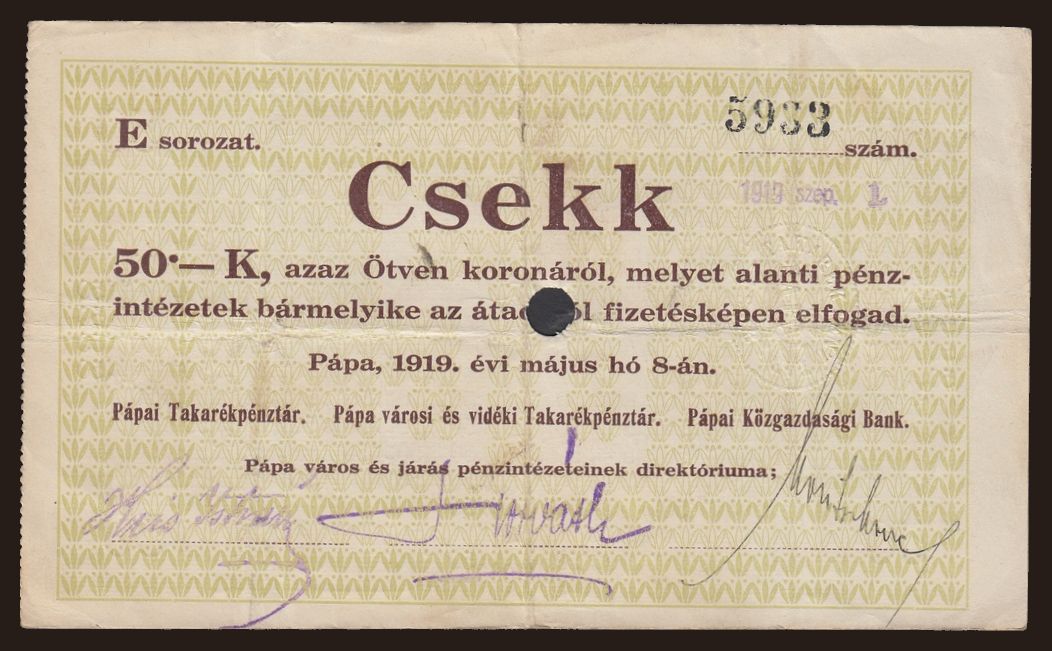 5933
E sorozat. szám.
1919 szep. 1
Csekk
50·— K, azaz Ötven koronáról, melyet alanti pénz-
intézetek bármelyike az fizetésképen elfogad.
Pápa, 1919. évi május hó 8-án.
Pápai Takarékpénztár. Pápa városi és vidéki Takarékpénztár. Pápai Közgazdasági Bank.
Pápa város és járás pénzintézeteinek direktóriuma;
István Horváth